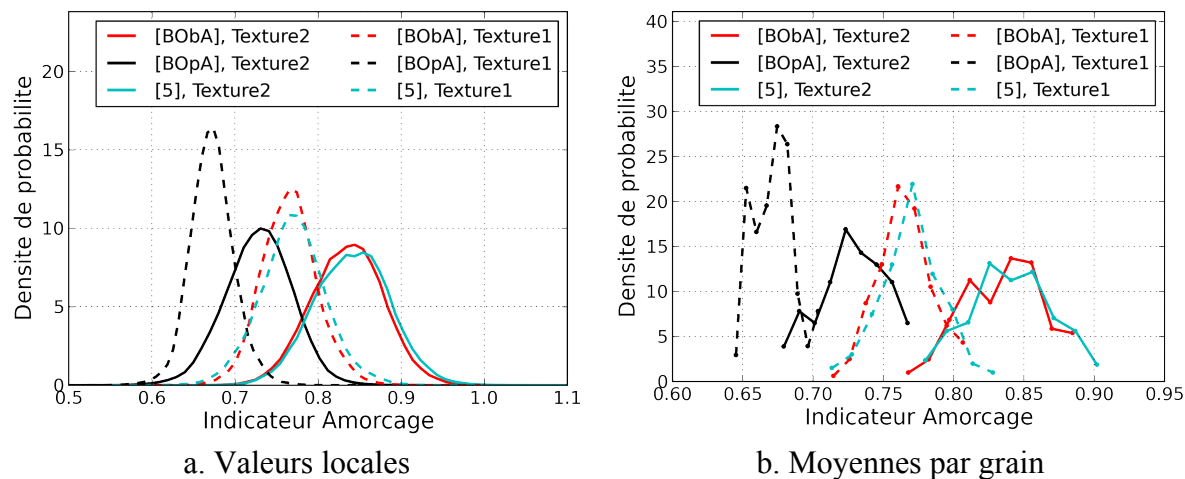 [BObA], Texture2
[BOpA], Texture2
[5], Texture2
[BObA], Texture1
[BOpA], Texture1
[5], Texture1
Densite de probabilite
20
15
10
5
0
0.5 0.6 0.7 0.8 0.9 1.0 1.1
Indicateur Amorcage
a. Valeurs locales
[BObA], Texture2
[BOpA], Texture2
[5], Texture2
[BObA], Texture1
[BOpA], Texture1
[5], Texture1
Densite de probabilite
40
35
30
25
20
15
10
5
0
0.60 0.65 0.70 0.75 0.80 0.85 0.90 0.95
Indicateur Amorcage
b. Moyennes par grain